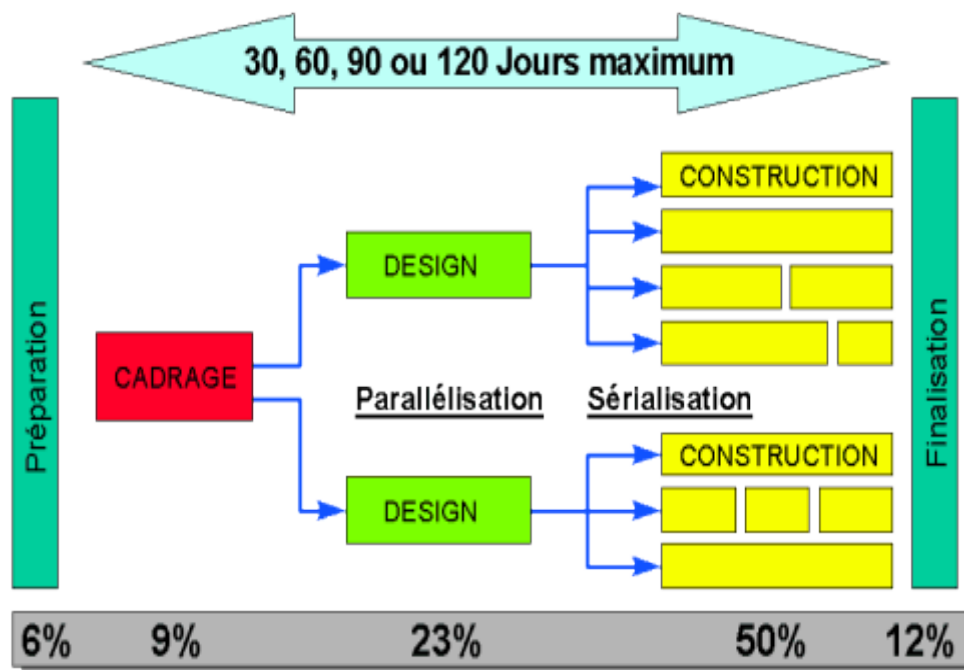 30, 60, 90 ou 120 Jours maximum
Préparation
CADRAGE
DESIGN
CONSTRUCTION
Parallélisation
Sérialisation
DESIGN
CONSTRUCTION
Finalisation
6% 9% 23% 50% 12%